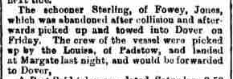 The schooner Sterling, of Fowey, Jones,
which was abandoned after collision and after-
wards picked up and towed into Dover on
Friday. The crew of the vessel were picked
up by the Louisa, of Padstow, and landed
at Margate last night, and would be forwarded
to Dover.